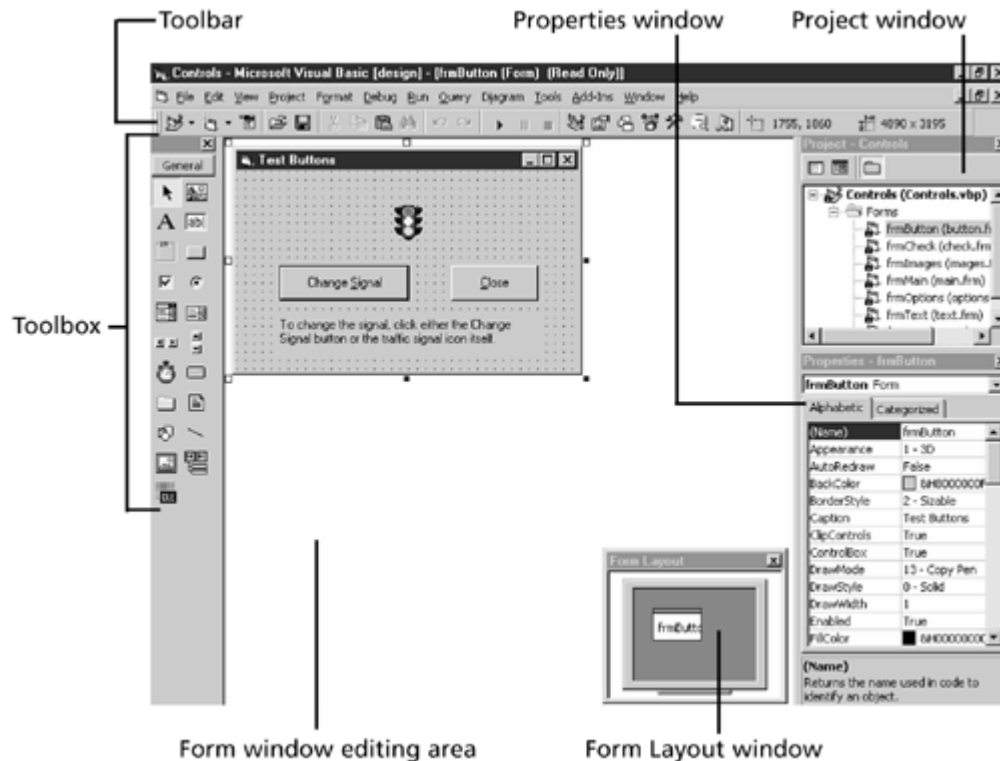 Toolbar
Properties window
Project window
Controls - Microsoft Visual Basic [design] - [frmButton (Form) (Read Only)]
File Edit View Project Format Debug Run Query Diagram Tools Add-Ins Window Help
1755, 1860
4890 x 3195
General
Test Buttons
Change Signal
Close
To change the signal, click either the Change
Signal button or the traffic signal icon itself.
Project - Controls
Controls (Controls.vbp)
Forms
frmButton (button.fr
frmCheck (check.frm
frmImages (images.f
frmMain (main.frm)
frmOptions (options
frmText (text.frm)
Toolbox
Properties - frmButton
frmButton Form
Alphabetic Categorized
(Name) frmButton
Appearance 1 - 3D
AutoRedraw False
BackColor &H8000000F
BorderStyle 2 - Sizable
Caption Test Buttons
ClipControls True
ControlBox True
DrawMode 13 - Copy Pen
DrawStyle 0 - Solid
DrawWidth 1
Enabled True
FillColor &H0000000
(Name)
Returns the name used in code to
identify an object.
Form Layout
frmButto
Form window editing area
Form Layout window